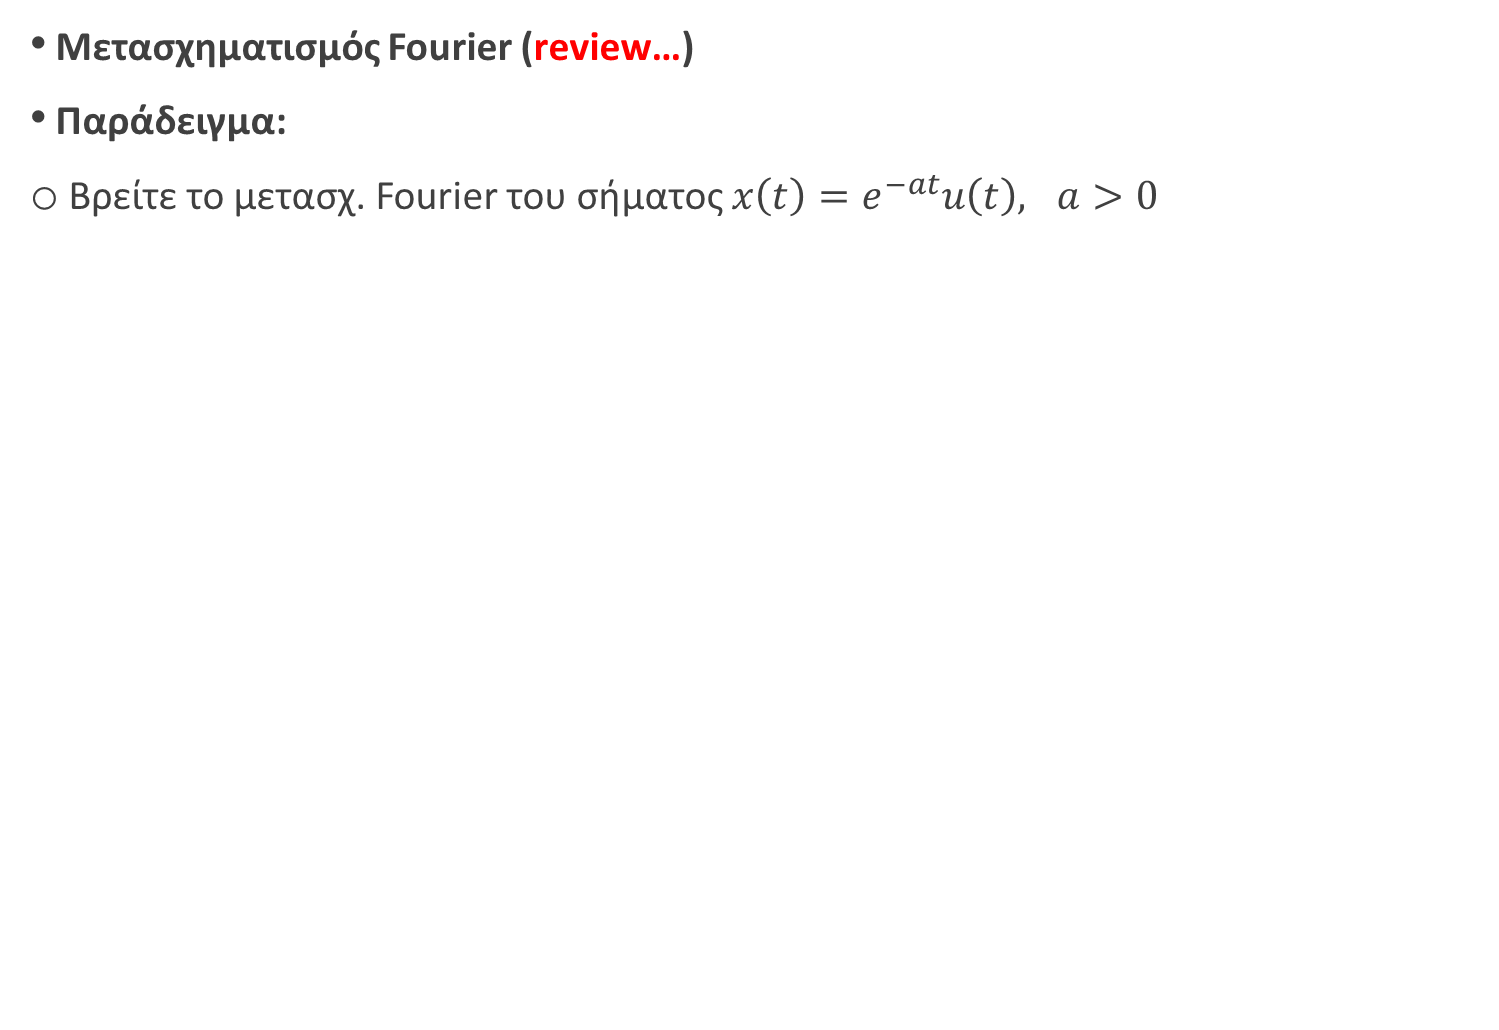 • Μετασχηματισμός Fourier (review…)
• Παράδειγμα:
○ Βρείτε το μετασχ. Fourier του σήματος $x(t) = e^{-at}u(t), \ \ a > 0$